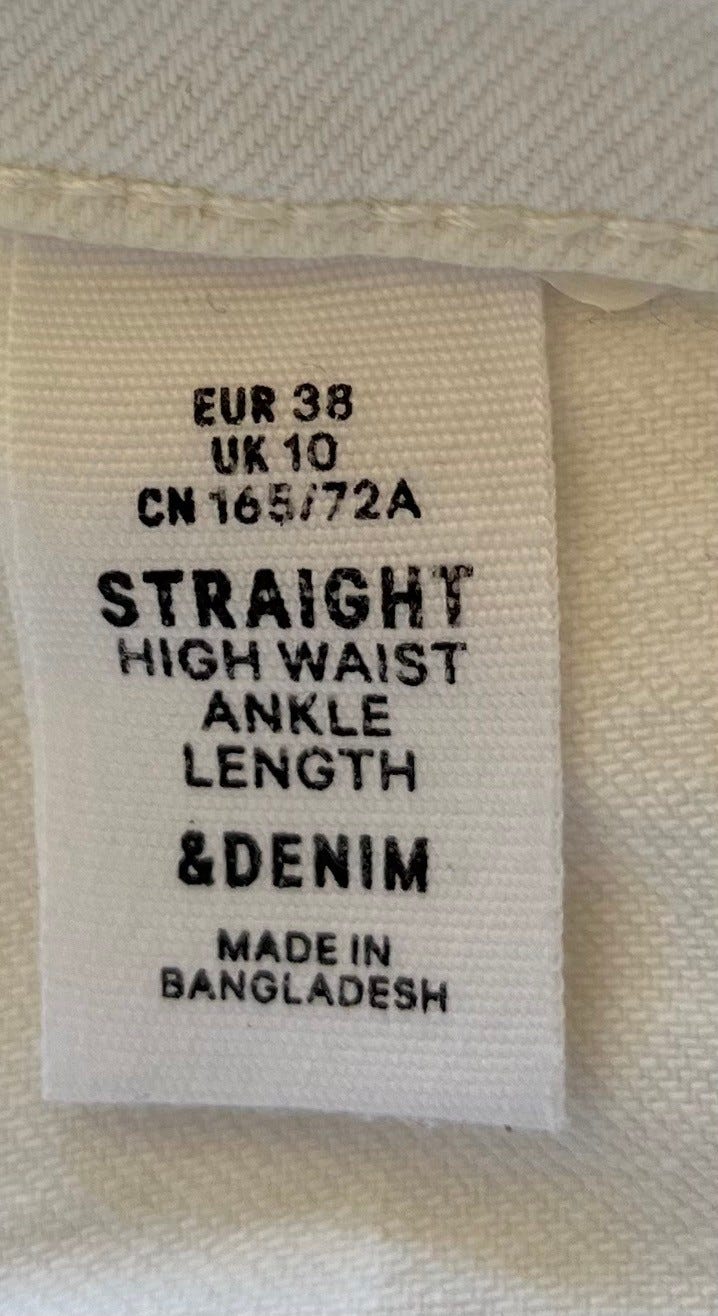 EUR 38
UK 10
CN 165/72A
STRAIGHT
HIGH WAIST
ANKLE
LENGTH
&DENIM
MADE IN
BANGLADESH